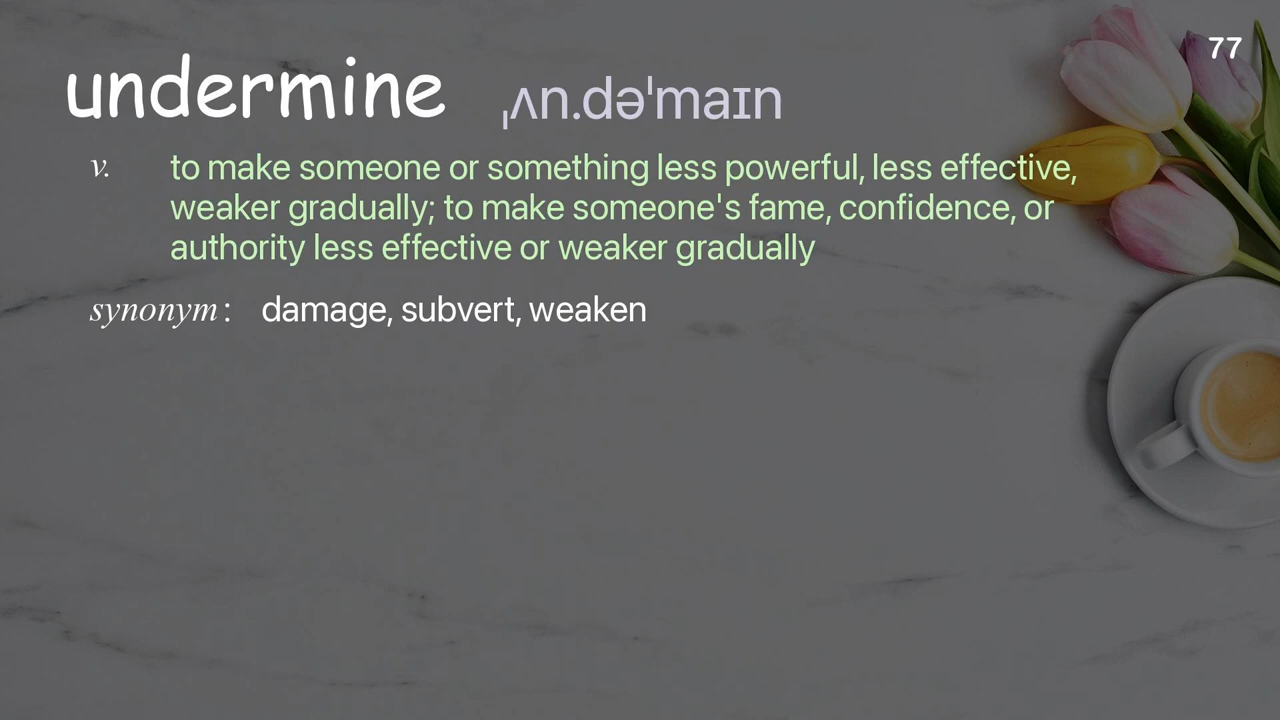 77
undermine ˌʌn.dəˈmaɪn
v. to make someone or something less powerful, less effective,
weaker gradually; to make someone's fame, confidence, or
authority less effective or weaker gradually
synonym: damage, subvert, weaken